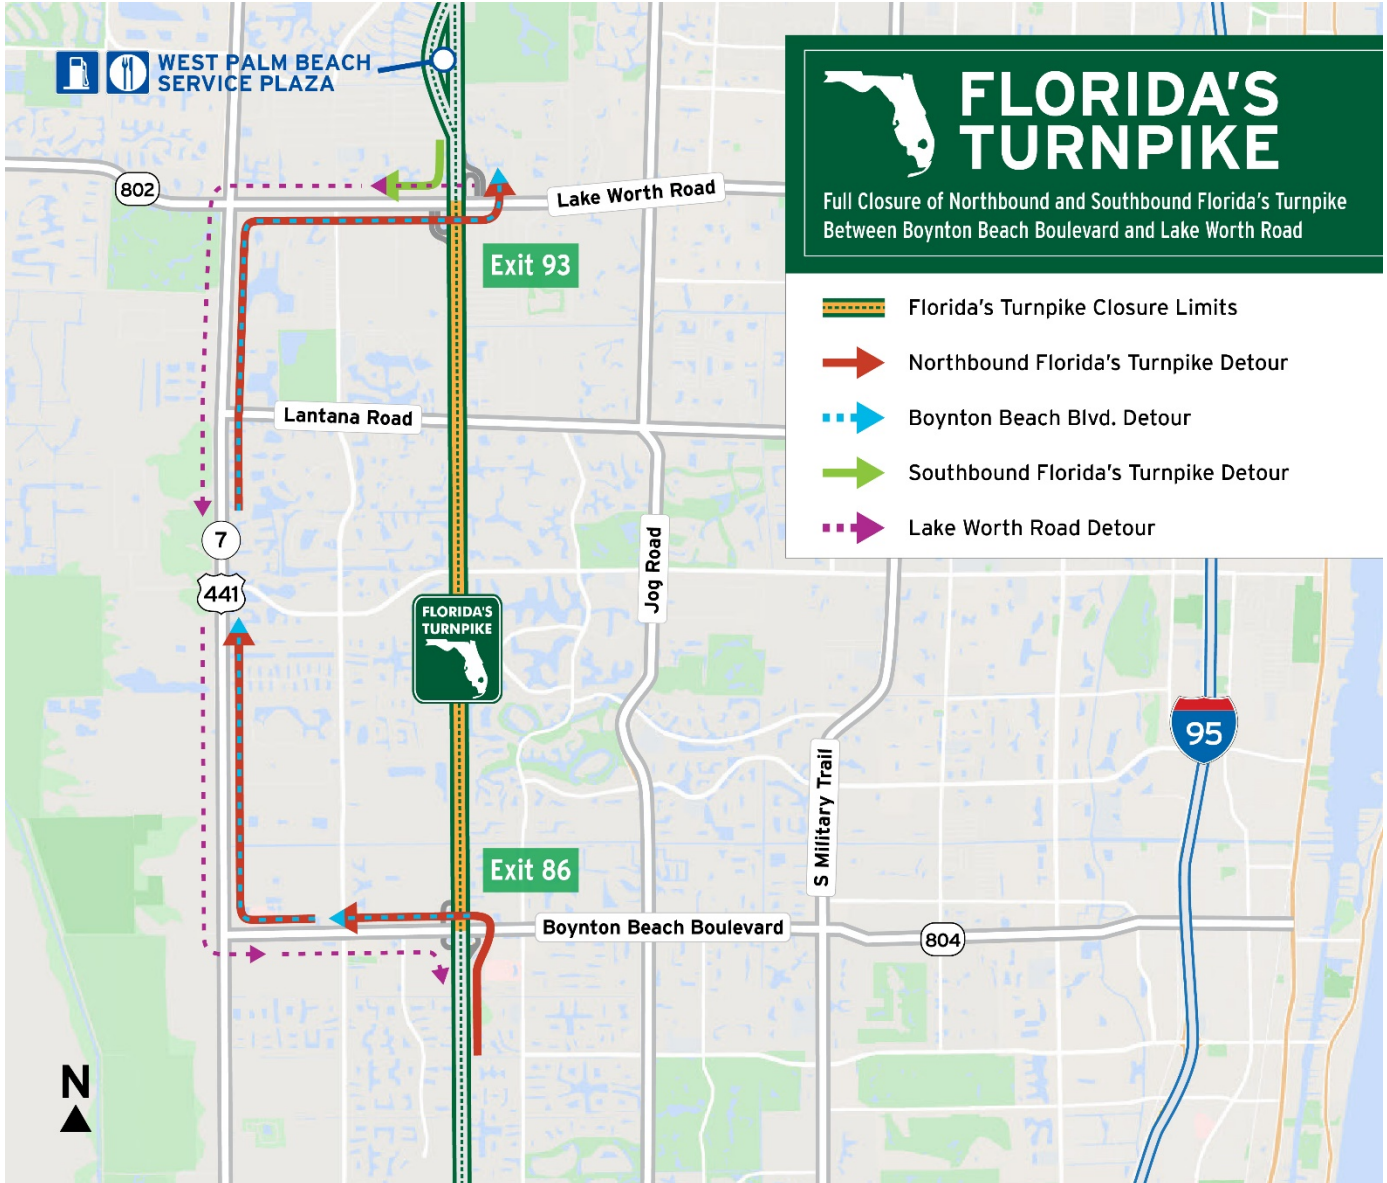 WEST PALM BEACH
SERVICE PLAZA
FLORIDA'S
TURNPIKE
Full Closure of Northbound and Southbound Florida's Turnpike
Between Boynton Beach Boulevard and Lake Worth Road
802
Lake Worth Road
Exit 93
Florida's Turnpike Closure Limits
Northbound Florida's Turnpike Detour
Boynton Beach Blvd. Detour
Southbound Florida's Turnpike Detour
Lake Worth Road Detour
Lantana Road
7
441
Jog Road
FLORIDA'S
TURNPIKE
95
S Military Trail
Exit 86
Boynton Beach Boulevard
804
N